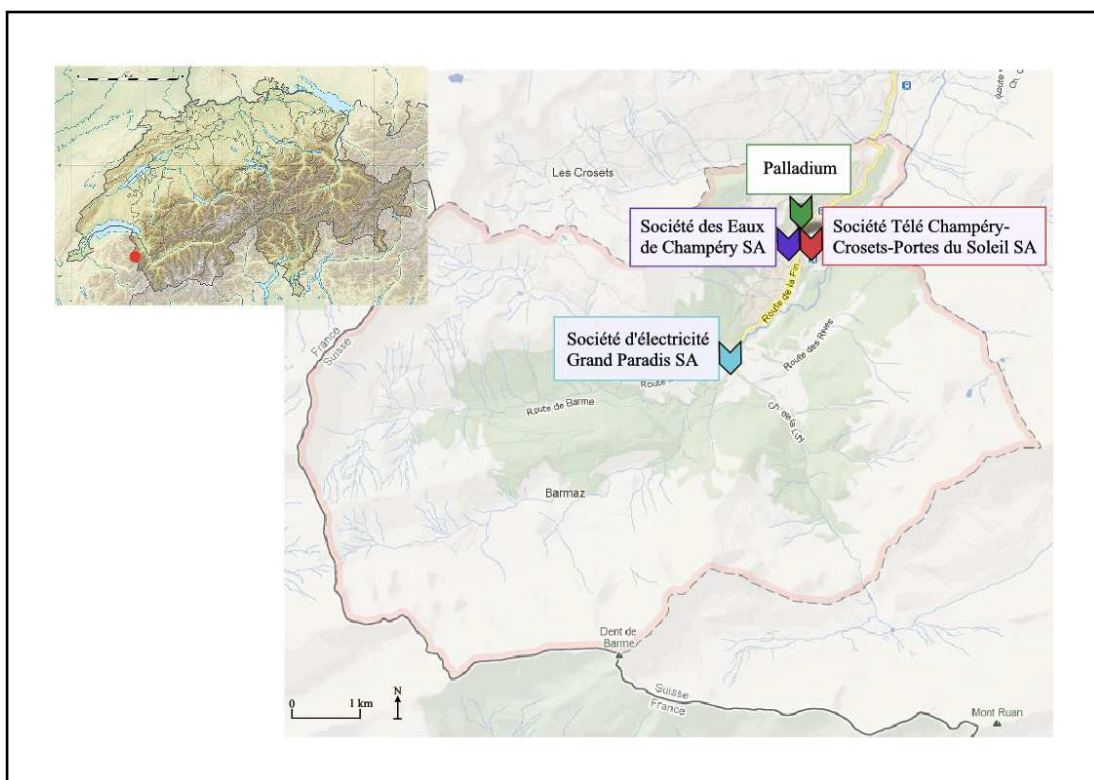 Les Crosets
Palladium
Société des Eaux
de Champéry SA
Société Télé Champéry-
Crosets-Portes du Soleil SA
Route de la Fin
France
Suisse
Société d'électricité
Grand Paradis SA
Route des Rives
Route
Route de Barme
Barmaz
Dent de
Barme
Suisse
France
Mont Ruan
0 1 km
N